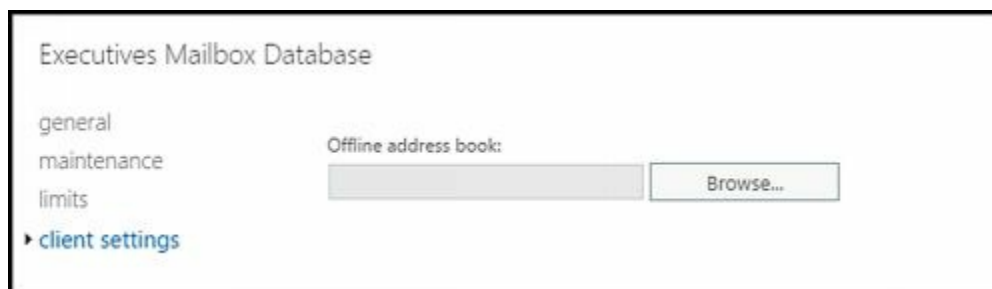 Executives Mailbox Database
general
maintenance
limits
client settings
Offline address book:
Browse...